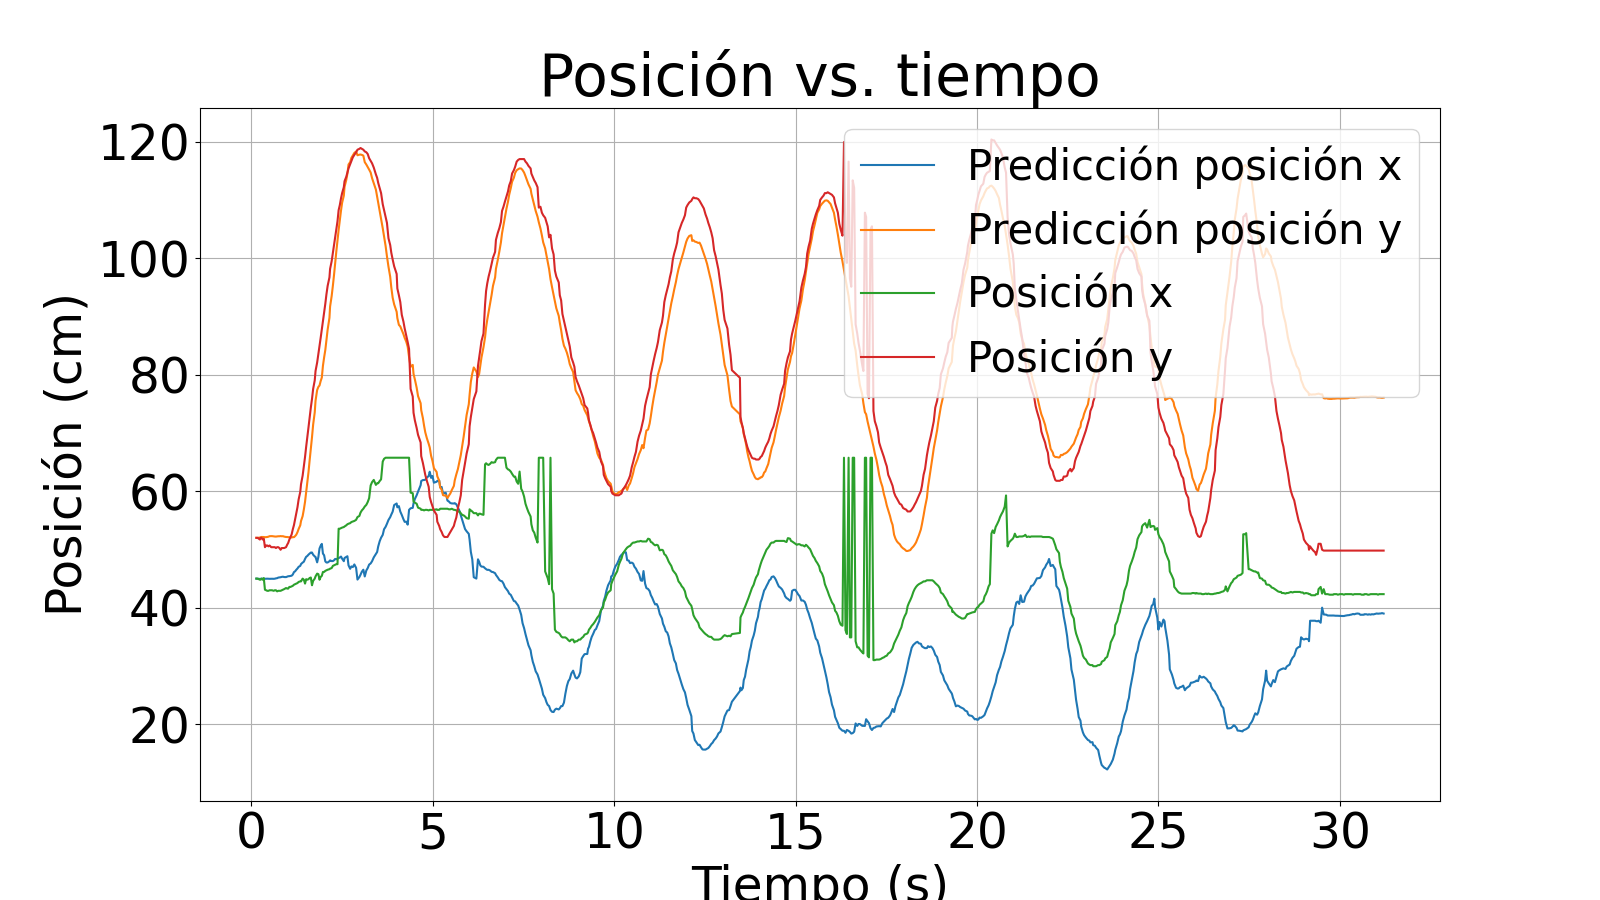 Posición vs. tiempo
Predicción posición x
Predicción posición y
Posición x
Posición y
Posición (cm)
120
100
80
60
40
20
0 5 10 15 20 25 30
Tiempo (s)